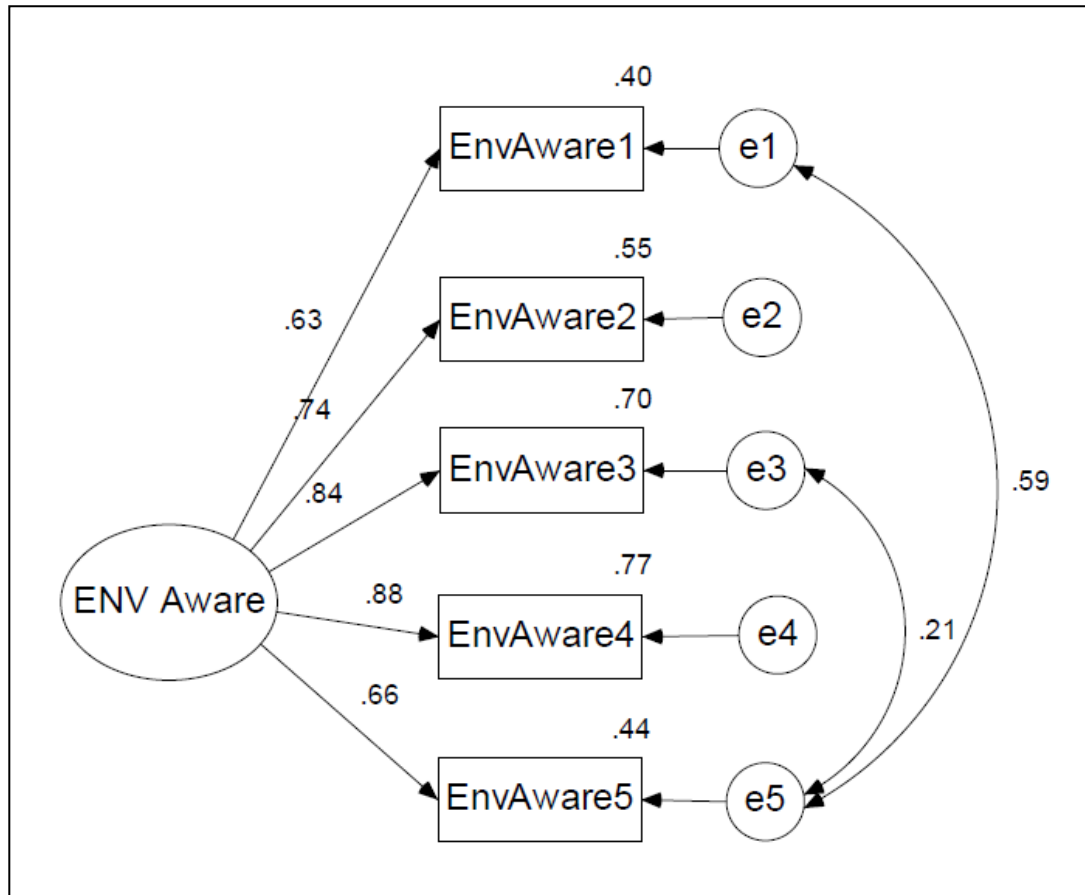 .40
EnvAware1
e1
.63
.55
EnvAware2
e2
.74
.70
EnvAware3
e3
.84
.59
ENV Aware
.88
.77
EnvAware4
e4
.21
.66
.44
EnvAware5
e5